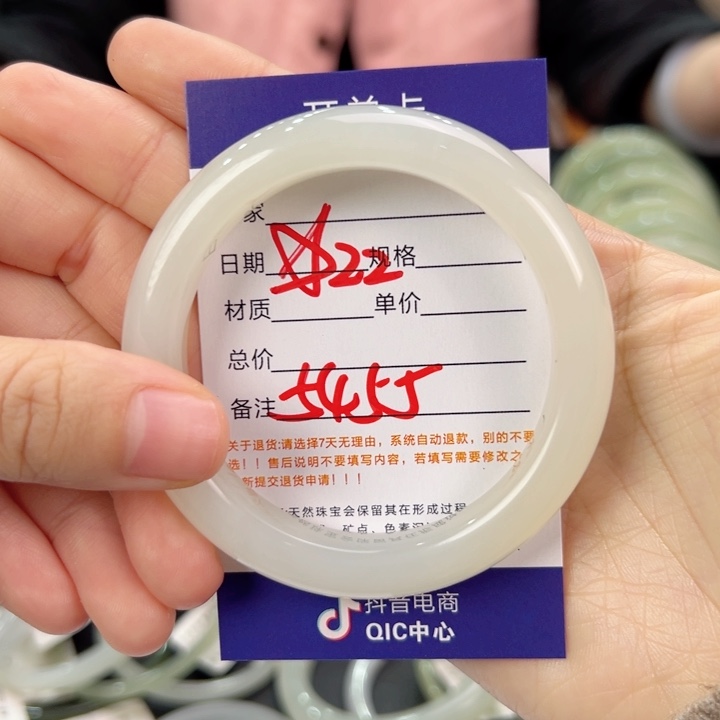 开单卡
家
日期 ☆22 规格
材质 单价
总价
备注 5455
关于退货:请选择7天无理由，系统自动退款，别的不要
选！！售后说明不要填写内容，若填写需要修改之
新提交退货申请！！！
天然珠宝会保留其在形成过程
矿点、色素沉
抖音电商
QIC中心